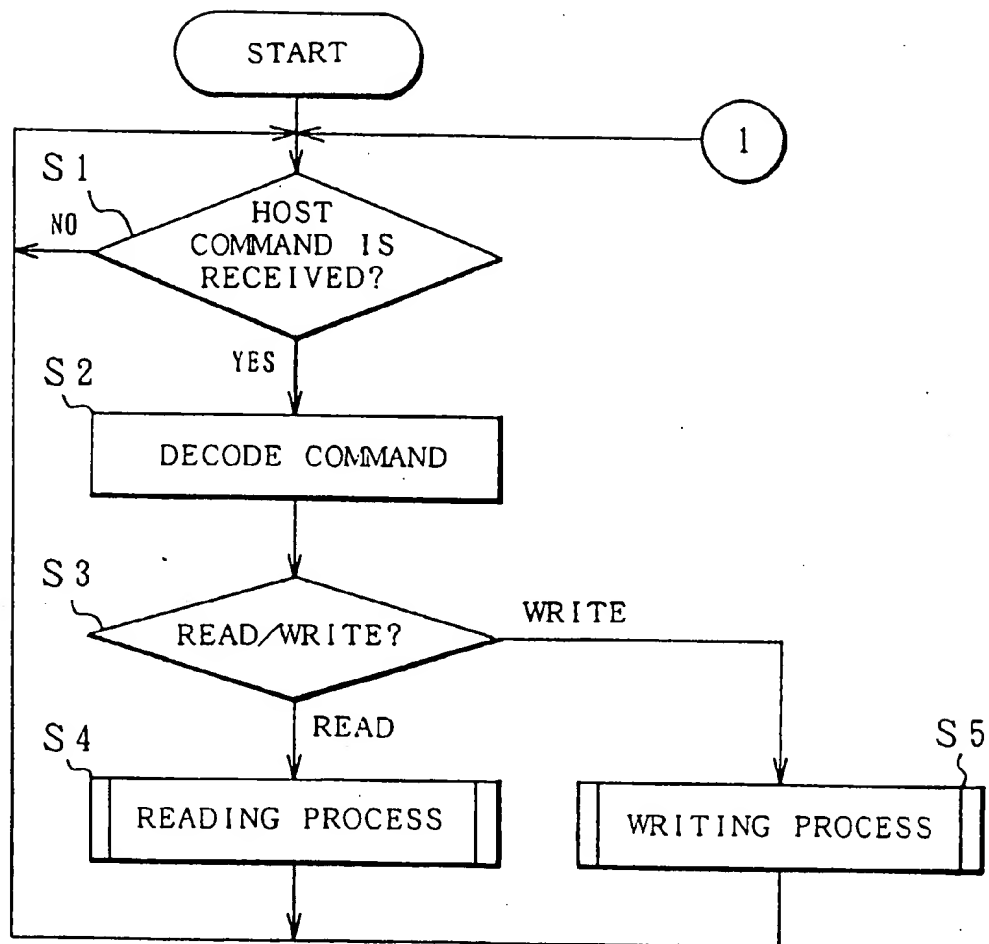 START
1
S1
NO
HOST
COMMAND IS
RECEIVED?
YES
S2
DECODE COMMAND
S3
READ/WRITE?
WRITE
READ
S4
READING PROCESS
S5
WRITING PROCESS